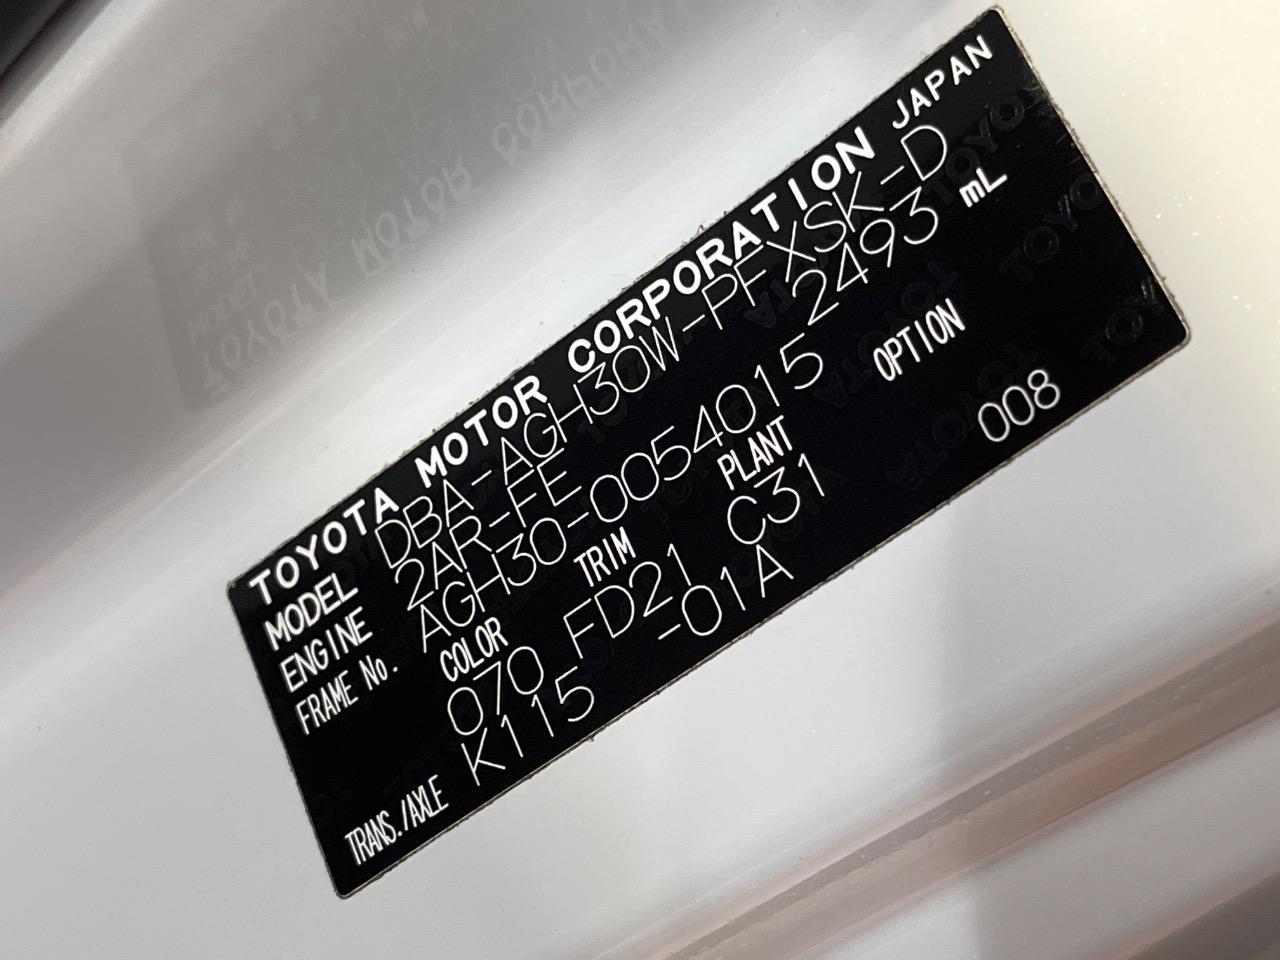 TOYOTA MOTOR CORPORATION JAPAN
MODEL DBA-AGH30W-PFXSK-D
ENGINE 2AR-FE 2493 mL
FRAME No. AGH30-0054015
COLOR TRIM PLANT OPTION
070 FD21 C31 008
TRANS./AXLE K115 -01A